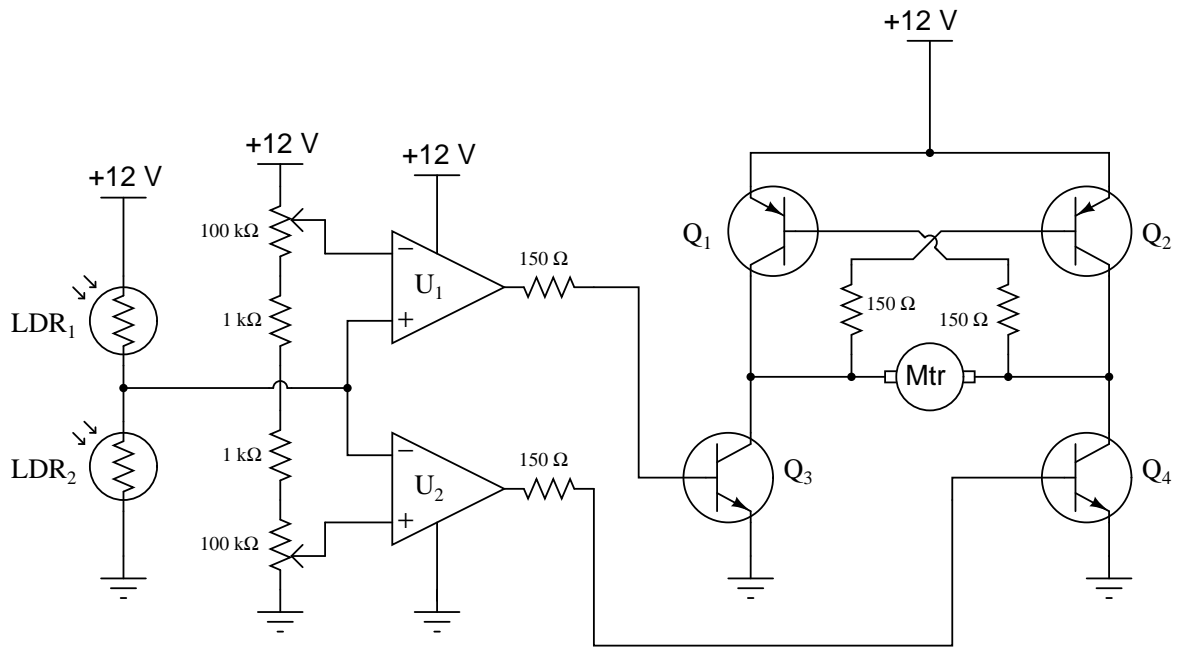 +12 V
+12 V
+12 V
+12 V
100 kΩ
Q₁
Q₂
−
150 Ω
U₁
1 kΩ
+
150 Ω
150 Ω
LDR₁
Mtr
1 kΩ
−
150 Ω
LDR₂
U₂
Q₃
Q₄
+
100 kΩ